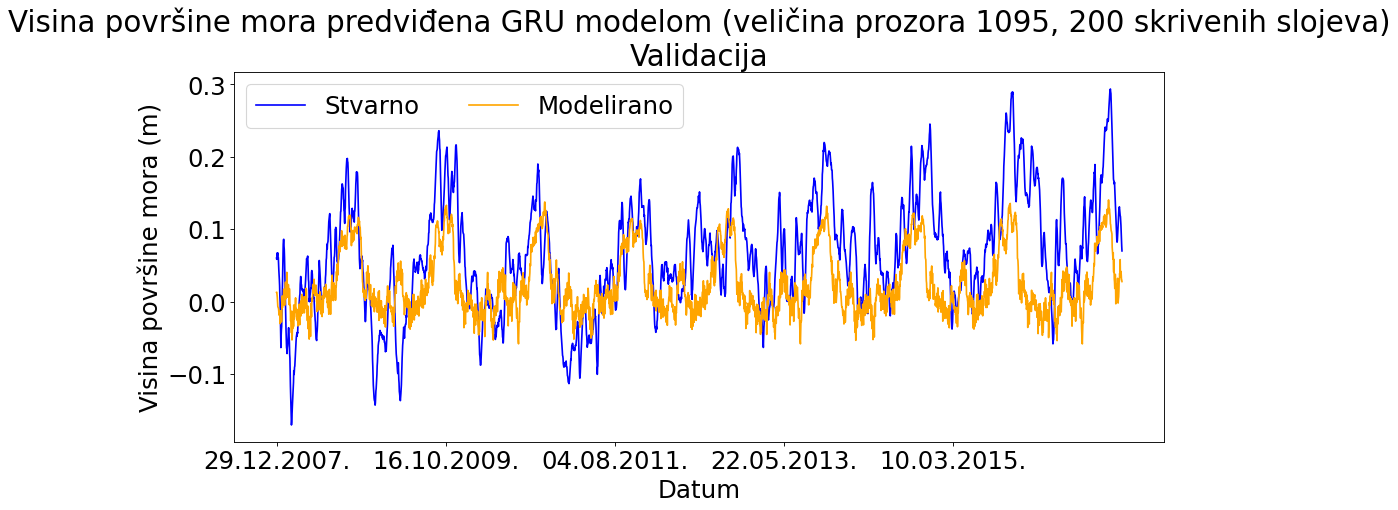 Visina površine mora predviđena GRU modelom (veličina prozora 1095, 200 skrivenih slojeva)
Validacija
Stvarno Modelirano
Visina površine mora (m)
0.3
0.2
0.1
0.0
−0.1
29.12.2007. 16.10.2009. 04.08.2011. 22.05.2013. 10.03.2015.
Datum